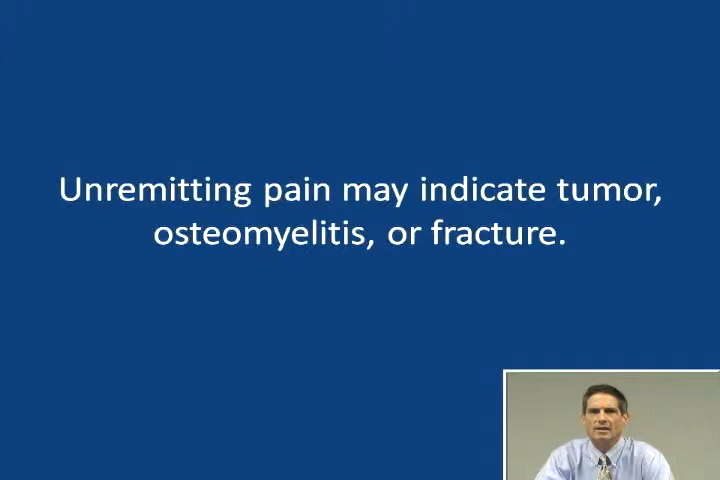 Unremitting pain may indicate tumor,
osteomyelitis, or fracture.